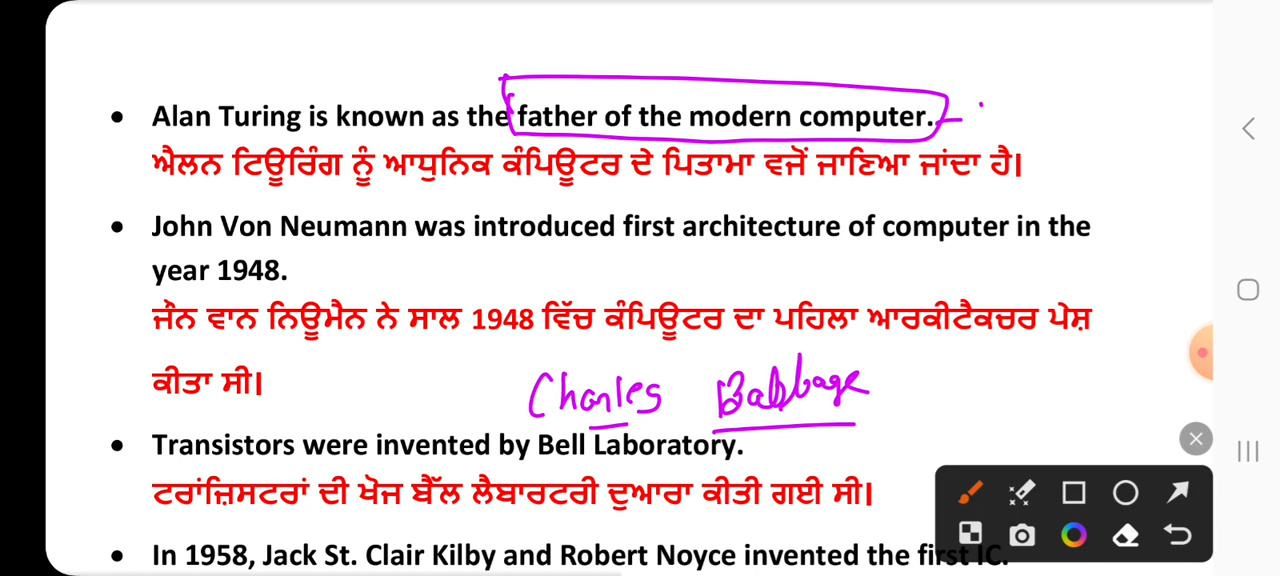 • Alan Turing is known as the father of the modern computer.
ਐਲਨ ਟਿਊਰਿੰਗ ਨੂੰ ਆਧੁਨਿਕ ਕੰਪਿਊਟਰ ਦੇ ਪਿਤਾਮਾ ਵਜੋਂ ਜਾਣਿਆ ਜਾਂਦਾ ਹੈ।
• John Von Neumann was introduced first architecture of computer in the
year 1948.
ਜੌਨ ਵਾਨ ਨਿਊਮੈਨ ਨੇ ਸਾਲ 1948 ਵਿੱਚ ਕੰਪਿਊਟਰ ਦਾ ਪਹਿਲਾ ਆਰਕੀਟੈਕਚਰ ਪੇਸ਼
ਕੀਤਾ ਸੀ।
Charles Babbage
• Transistors were invented by Bell Laboratory.
ਟਰਾਂਜ਼ਿਸਟਰਾਂ ਦੀ ਖੋਜ ਬੈੱਲ ਲੈਬਾਰਟਰੀ ਦੁਆਰਾ ਕੀਤੀ ਗਈ ਸੀ।
• In 1958, Jack St. Clair Kilby and Robert Noyce invented the first IC.